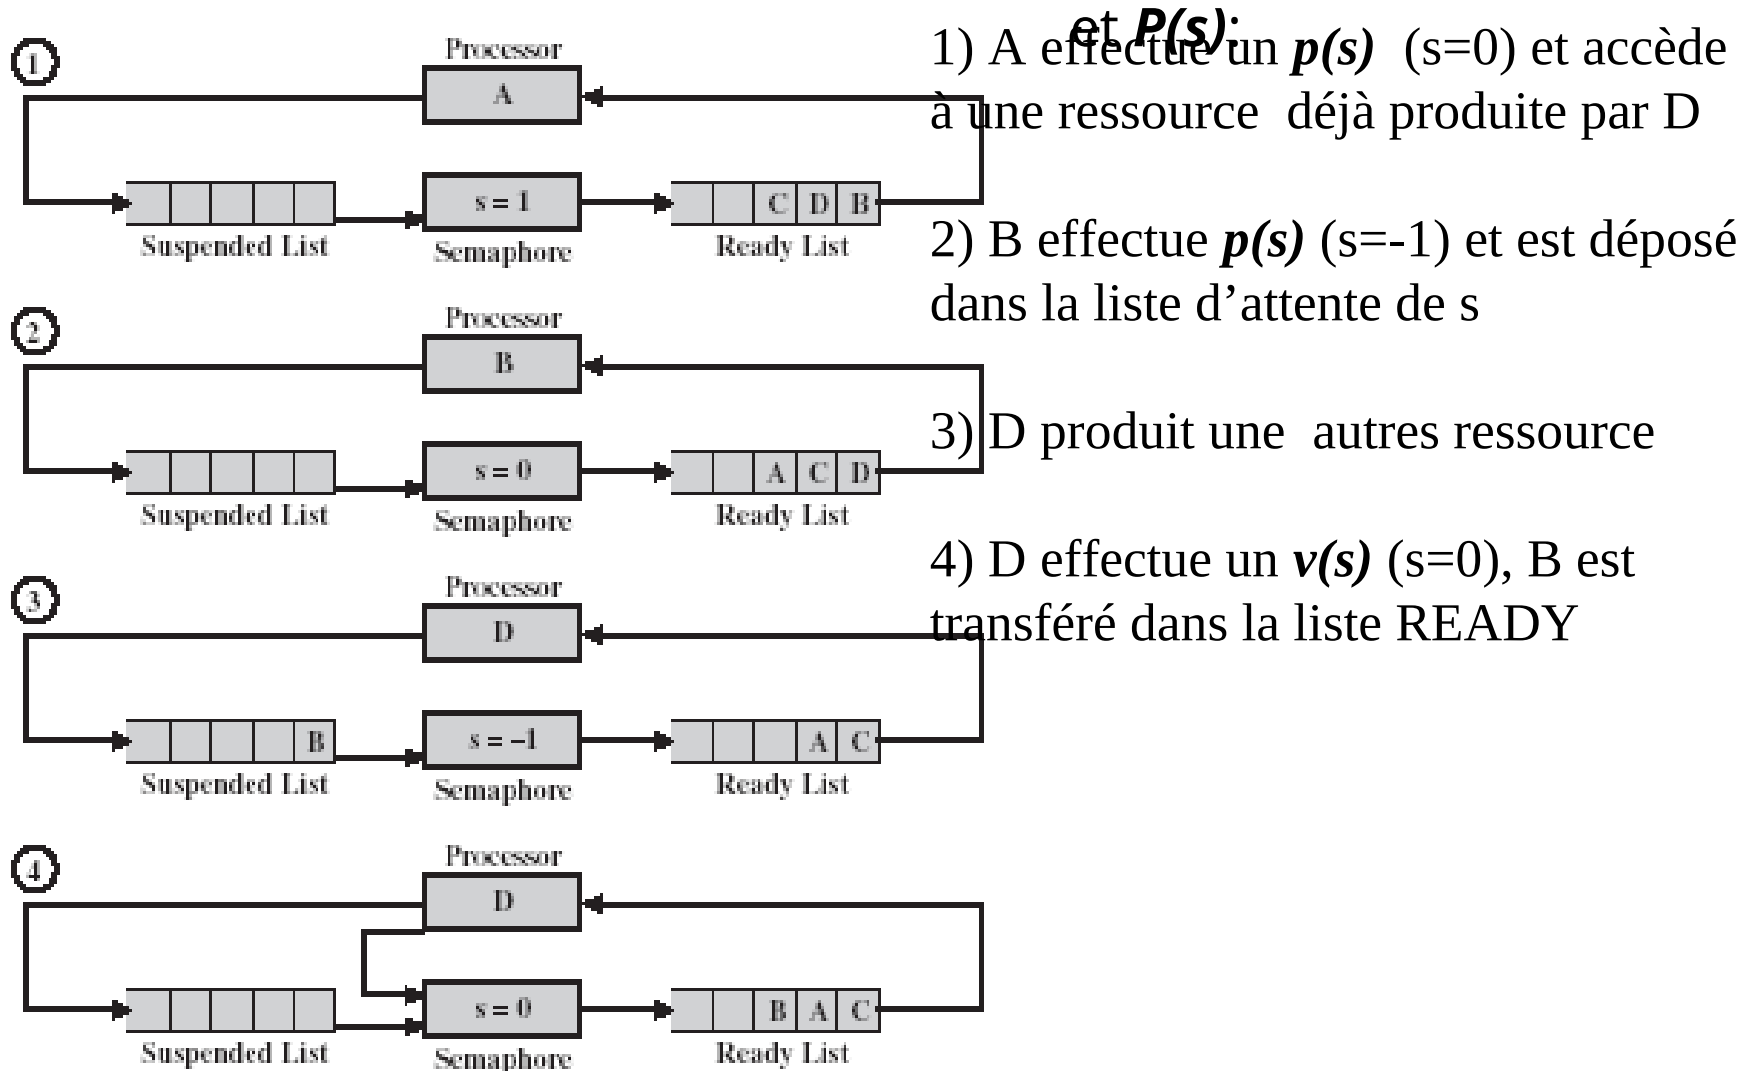 et P(s):
1) A effectue un p(s) (s=0) et accède
à une ressource déjà produite par D
2) B effectue p(s) (s=-1) et est déposé
dans la liste d’attente de s
3) D produit une autres ressource
4) D effectue un v(s) (s=0), B est
transféré dans la liste READY
1
Processor
A
s = 1
C D B
Suspended List
Semaphore
Ready List
2
Processor
B
s = 0
A C D
Suspended List
Semaphore
Ready List
3
Processor
D
B
s = –1
A C
Suspended List
Semaphore
Ready List
4
Processor
D
s = 0
B A C
Suspended List
Semaphore
Ready List